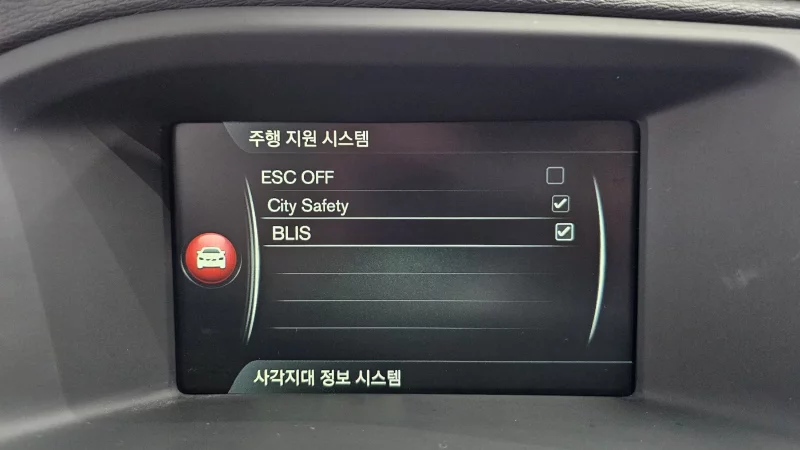 주행 지원 시스템
ESC OFF
City Safety
BLIS
사각지대 정보 시스템